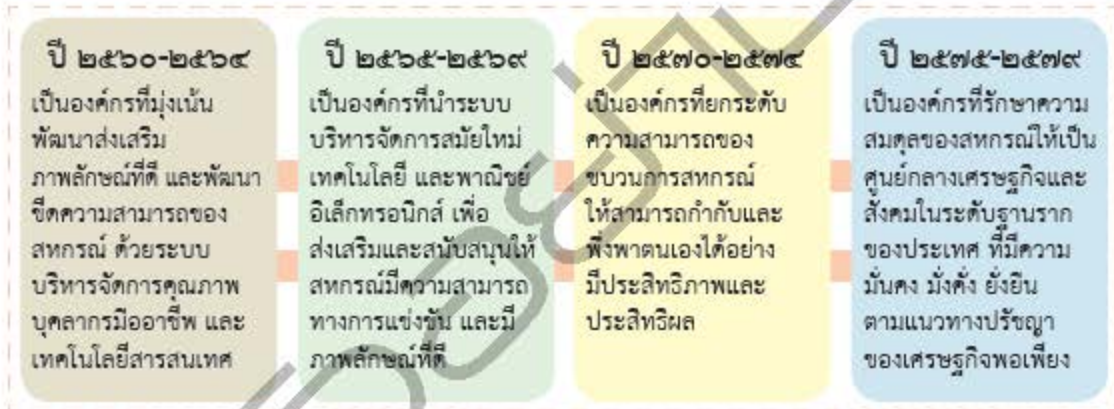 ปี ๒๕๖๐-๒๕๖๔
เป็นองค์กรที่มุ่งเน้น
พัฒนาส่งเสริม
ภาพลักษณ์ที่ดี และพัฒนา
ขีดความสามารถของ
สหกรณ์ ด้วยระบบ
บริหารจัดการคุณภาพ
บุคลากรมืออาชีพ และ
เทคโนโลยีสารสนเทศ
ปี ๒๕๖๕-๒๕๖๙
เป็นองค์กรที่นำระบบ
บริหารจัดการสมัยใหม่
เทคโนโลยี และพาณิชย์
อิเล็กทรอนิกส์ เพื่อ
ส่งเสริมและสนับสนุนให้
สหกรณ์มีความสามารถ
ทางการแข่งขัน และมี
ภาพลักษณ์ที่ดี
ปี ๒๕๗๐-๒๕๗๔
เป็นองค์กรที่ยกระดับ
ความสามารถของ
ขบวนการสหกรณ์
ให้สามารถกำกับและ
พึ่งพาตนเองได้อย่าง
มีประสิทธิภาพและ
ประสิทธิผล
ปี ๒๕๗๕-๒๕๗๙
เป็นองค์กรที่รักษาความ
สมดุลของสหกรณ์ให้เป็น
ศูนย์กลางเศรษฐกิจและ
สังคมในระดับฐานราก
ของประเทศ ที่มีความ
มั่นคง มั่งคั่ง ยั่งยืน
ตามแนวทางปรัชญา
ของเศรษฐกิจพอเพียง